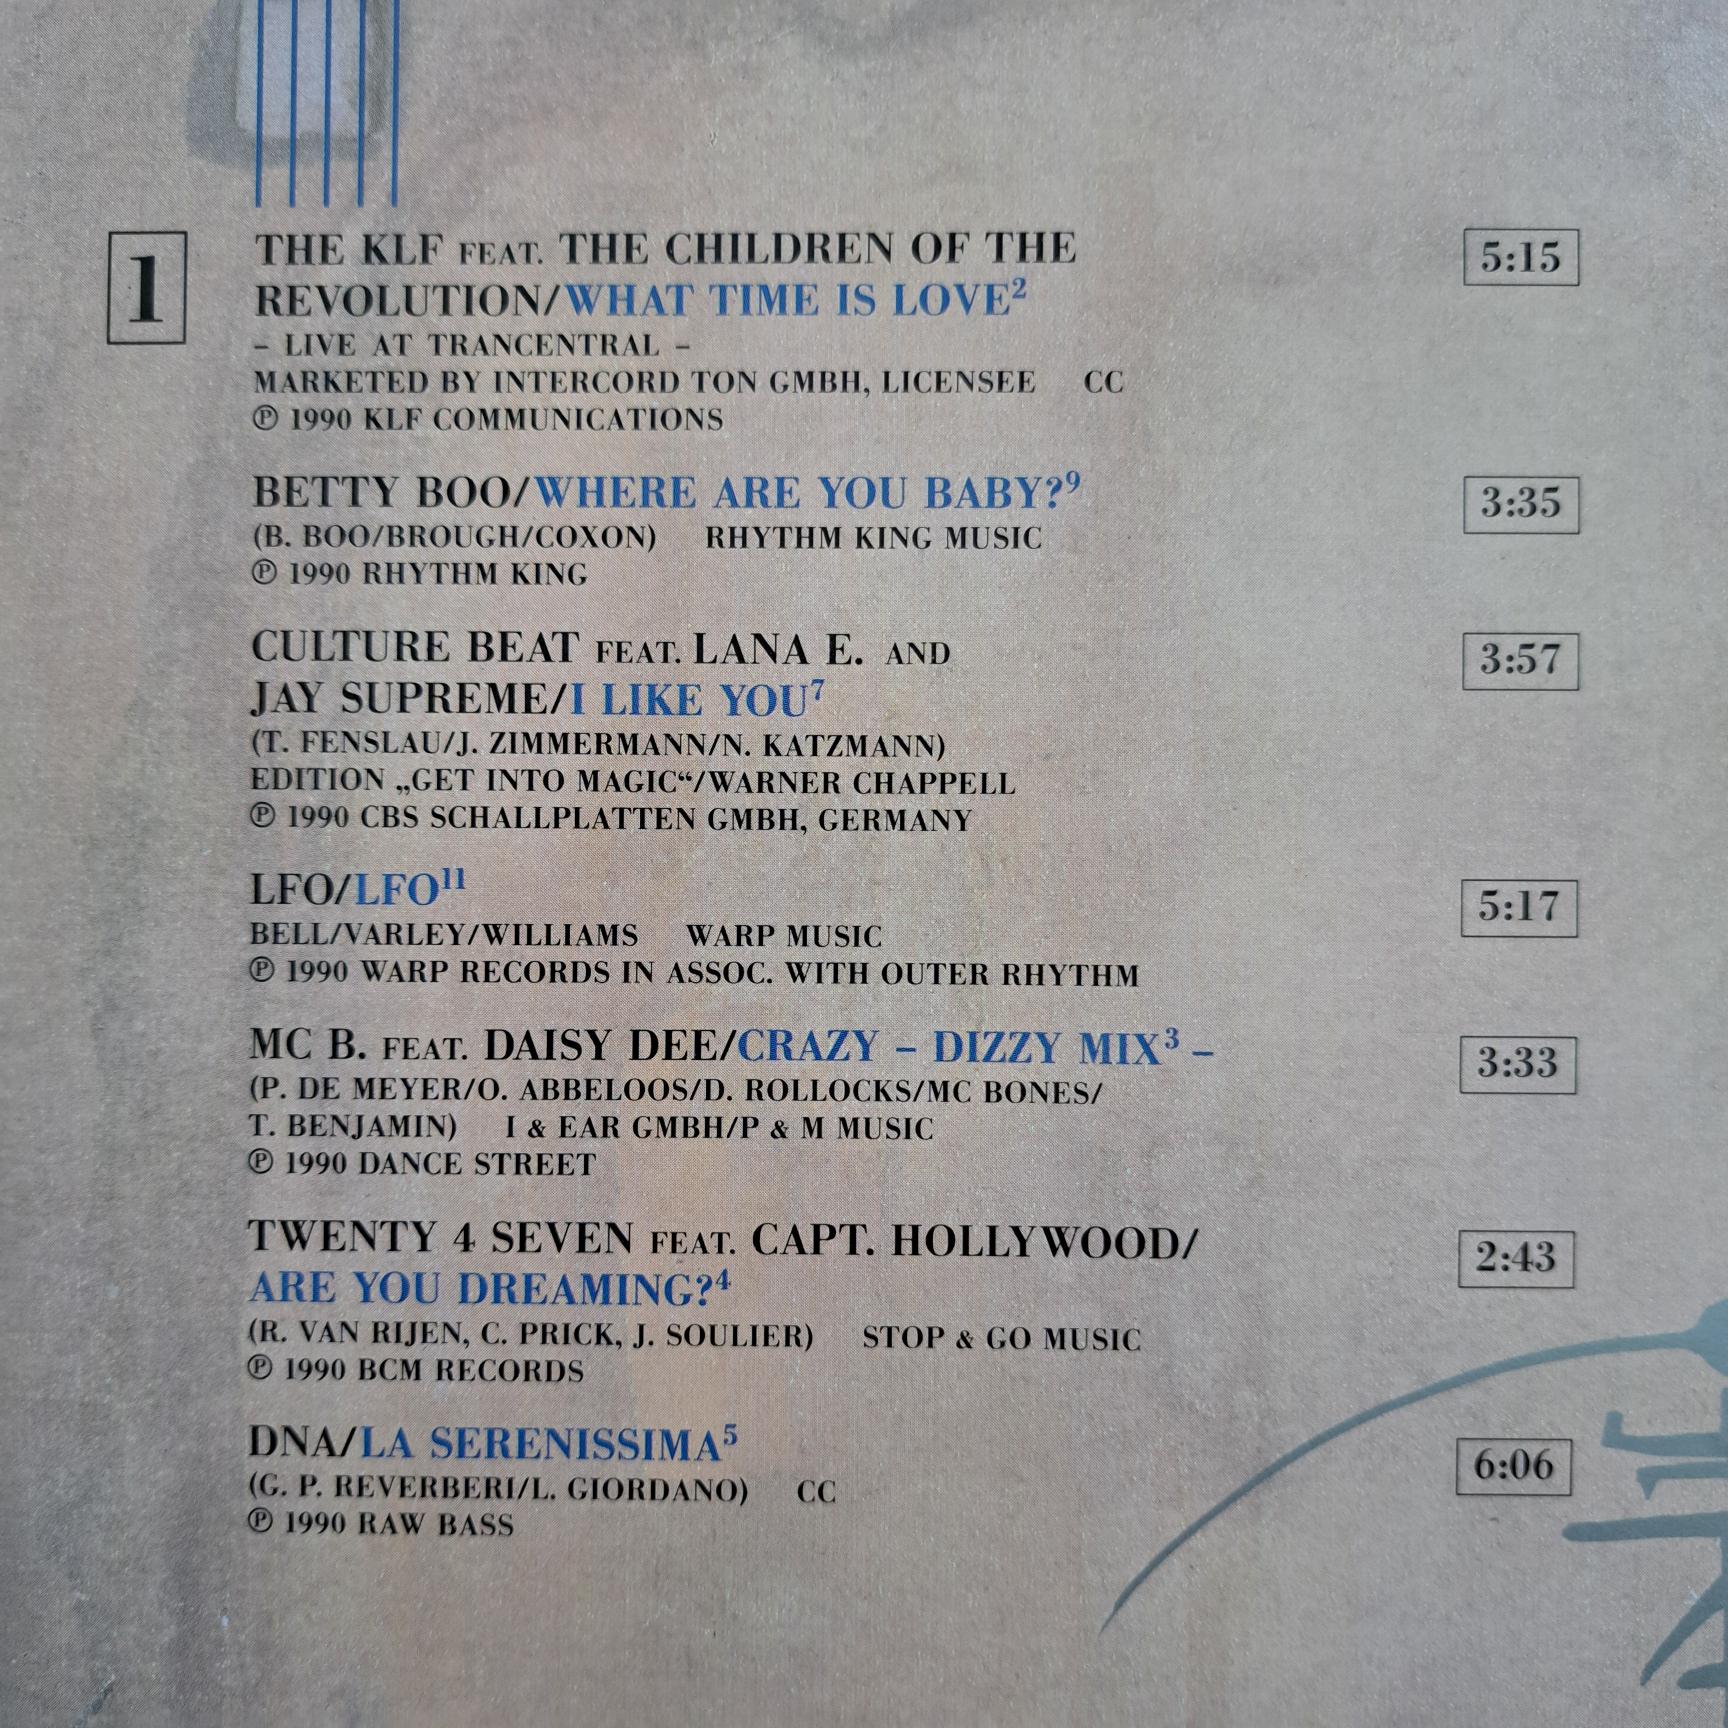 1
THE KLF FEAT. THE CHILDREN OF THE
REVOLUTION/WHAT TIME IS LOVE²
5:15
– LIVE AT TRANCENTRAL –
MARKETED BY INTERCORD TON GMBH, LICENSEE CC
℗ 1990 KLF COMMUNICATIONS
BETTY BOO/WHERE ARE YOU BABY?⁹
3:35
(B. BOO/BROUGH/COXON) RHYTHM KING MUSIC
℗ 1990 RHYTHM KING
CULTURE BEAT FEAT. LANA E. AND
JAY SUPREME/I LIKE YOU⁷
3:57
(T. FENSLAU/J. ZIMMERMANN/N. KATZMANN)
EDITION „GET INTO MAGIC“/WARNER CHAPPELL
℗ 1990 CBS SCHALLPLATTEN GMBH, GERMANY
LFO/LFO¹¹
5:17
BELL/VARLEY/WILLIAMS WARP MUSIC
℗ 1990 WARP RECORDS IN ASSOC. WITH OUTER RHYTHM
MC B. FEAT. DAISY DEE/CRAZY – DIZZY MIX³ –
3:33
(P. DE MEYER/O. ABBELOOS/D. ROLLOCKS/MC BONES/
T. BENJAMIN) I & EAR GMBH/P & M MUSIC
℗ 1990 DANCE STREET
TWENTY 4 SEVEN FEAT. CAPT. HOLLYWOOD/
ARE YOU DREAMING?⁴
2:43
(R. VAN RIJEN, C. PRICK, J. SOULIER) STOP & GO MUSIC
℗ 1990 BCM RECORDS
DNA/LA SERENISSIMA⁵
6:06
(G. P. REVERBERI/L. GIORDANO) CC
℗ 1990 RAW BASS